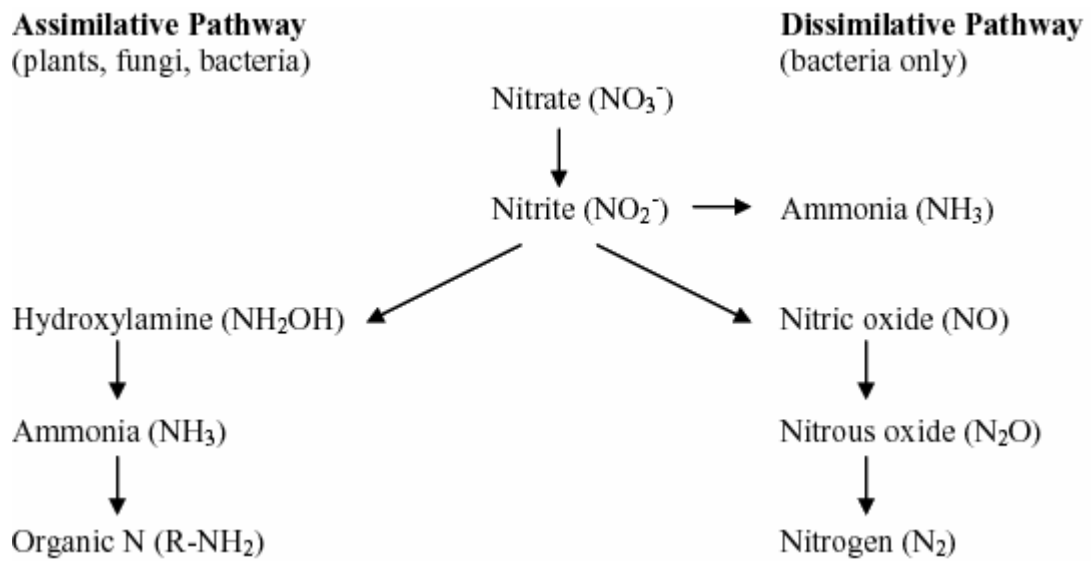 Assimilative Pathway
(plants, fungi, bacteria)
Dissimilative Pathway
(bacteria only)
Nitrate (NO₃⁻)
Nitrite (NO₂⁻)
Ammonia (NH₃)
Hydroxylamine (NH₂OH)
Nitric oxide (NO)
Ammonia (NH₃)
Nitrous oxide (N₂O)
Organic N (R-NH₂)
Nitrogen (N₂)